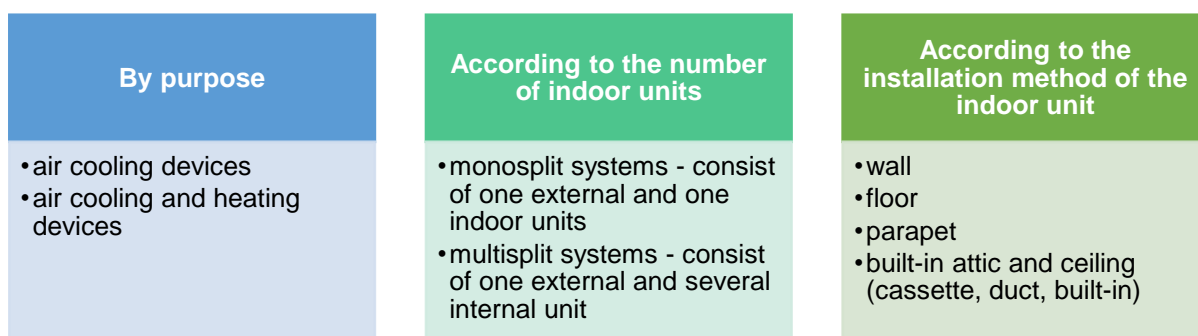 By purpose
•air cooling devices
•air cooling and heating
devices
According to the number
of indoor units
•monosplit systems - consist
of one external and one
indoor units
•multisplit systems - consist
of one external and several
internal unit
According to the
installation method of the
indoor unit
•wall
•floor
•parapet
•built-in attic and ceiling
(cassette, duct, built-in)